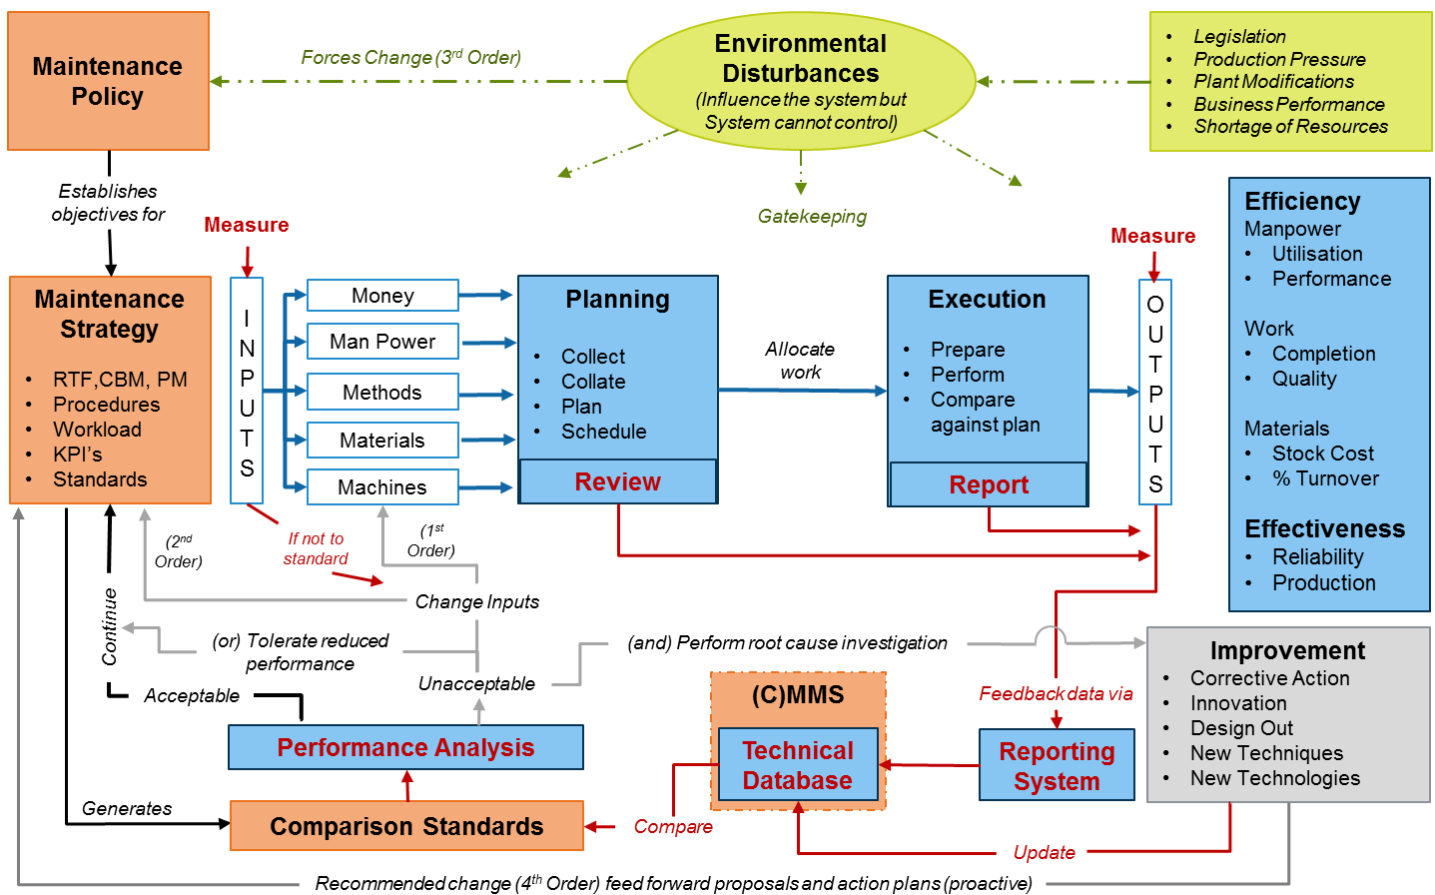 Maintenance
Policy
Forces Change (3rd Order)
Environmental
Disturbances
(Influence the system but
System cannot control)
• Legislation
• Production Pressure
• Plant Modifications
• Business Performance
• Shortage of Resources
Establishes
objectives for
Gatekeeping
Measure
Measure
Efficiency
Manpower
• Utilisation
• Performance
Work
• Completion
• Quality
Materials
• Stock Cost
• % Turnover
Effectiveness
• Reliability
• Production
Maintenance
Strategy
• RTF,CBM, PM
• Procedures
• Workload
• KPI's
• Standards
INPUTS
Money
Man Power
Methods
Materials
Machines
Planning
• Collect
• Collate
• Plan
• Schedule
Review
Allocate
work
Execution
• Prepare
• Perform
• Compare
against plan
Report
OUTPUTS
(2nd
Order)
If not to
standard
(1st
Order)
Change Inputs
Continue
(or) Tolerate reduced
performance
(and) Perform root cause investigation
Unacceptable
Acceptable
Improvement
• Corrective Action
• Innovation
• Design Out
• New Techniques
• New Technologies
Performance Analysis
(C)MMS
Technical
Database
Feedback data via
Reporting
System
Generates
Comparison Standards
Compare
Update
Recommended change (4th Order) feed forward proposals and action plans (proactive)